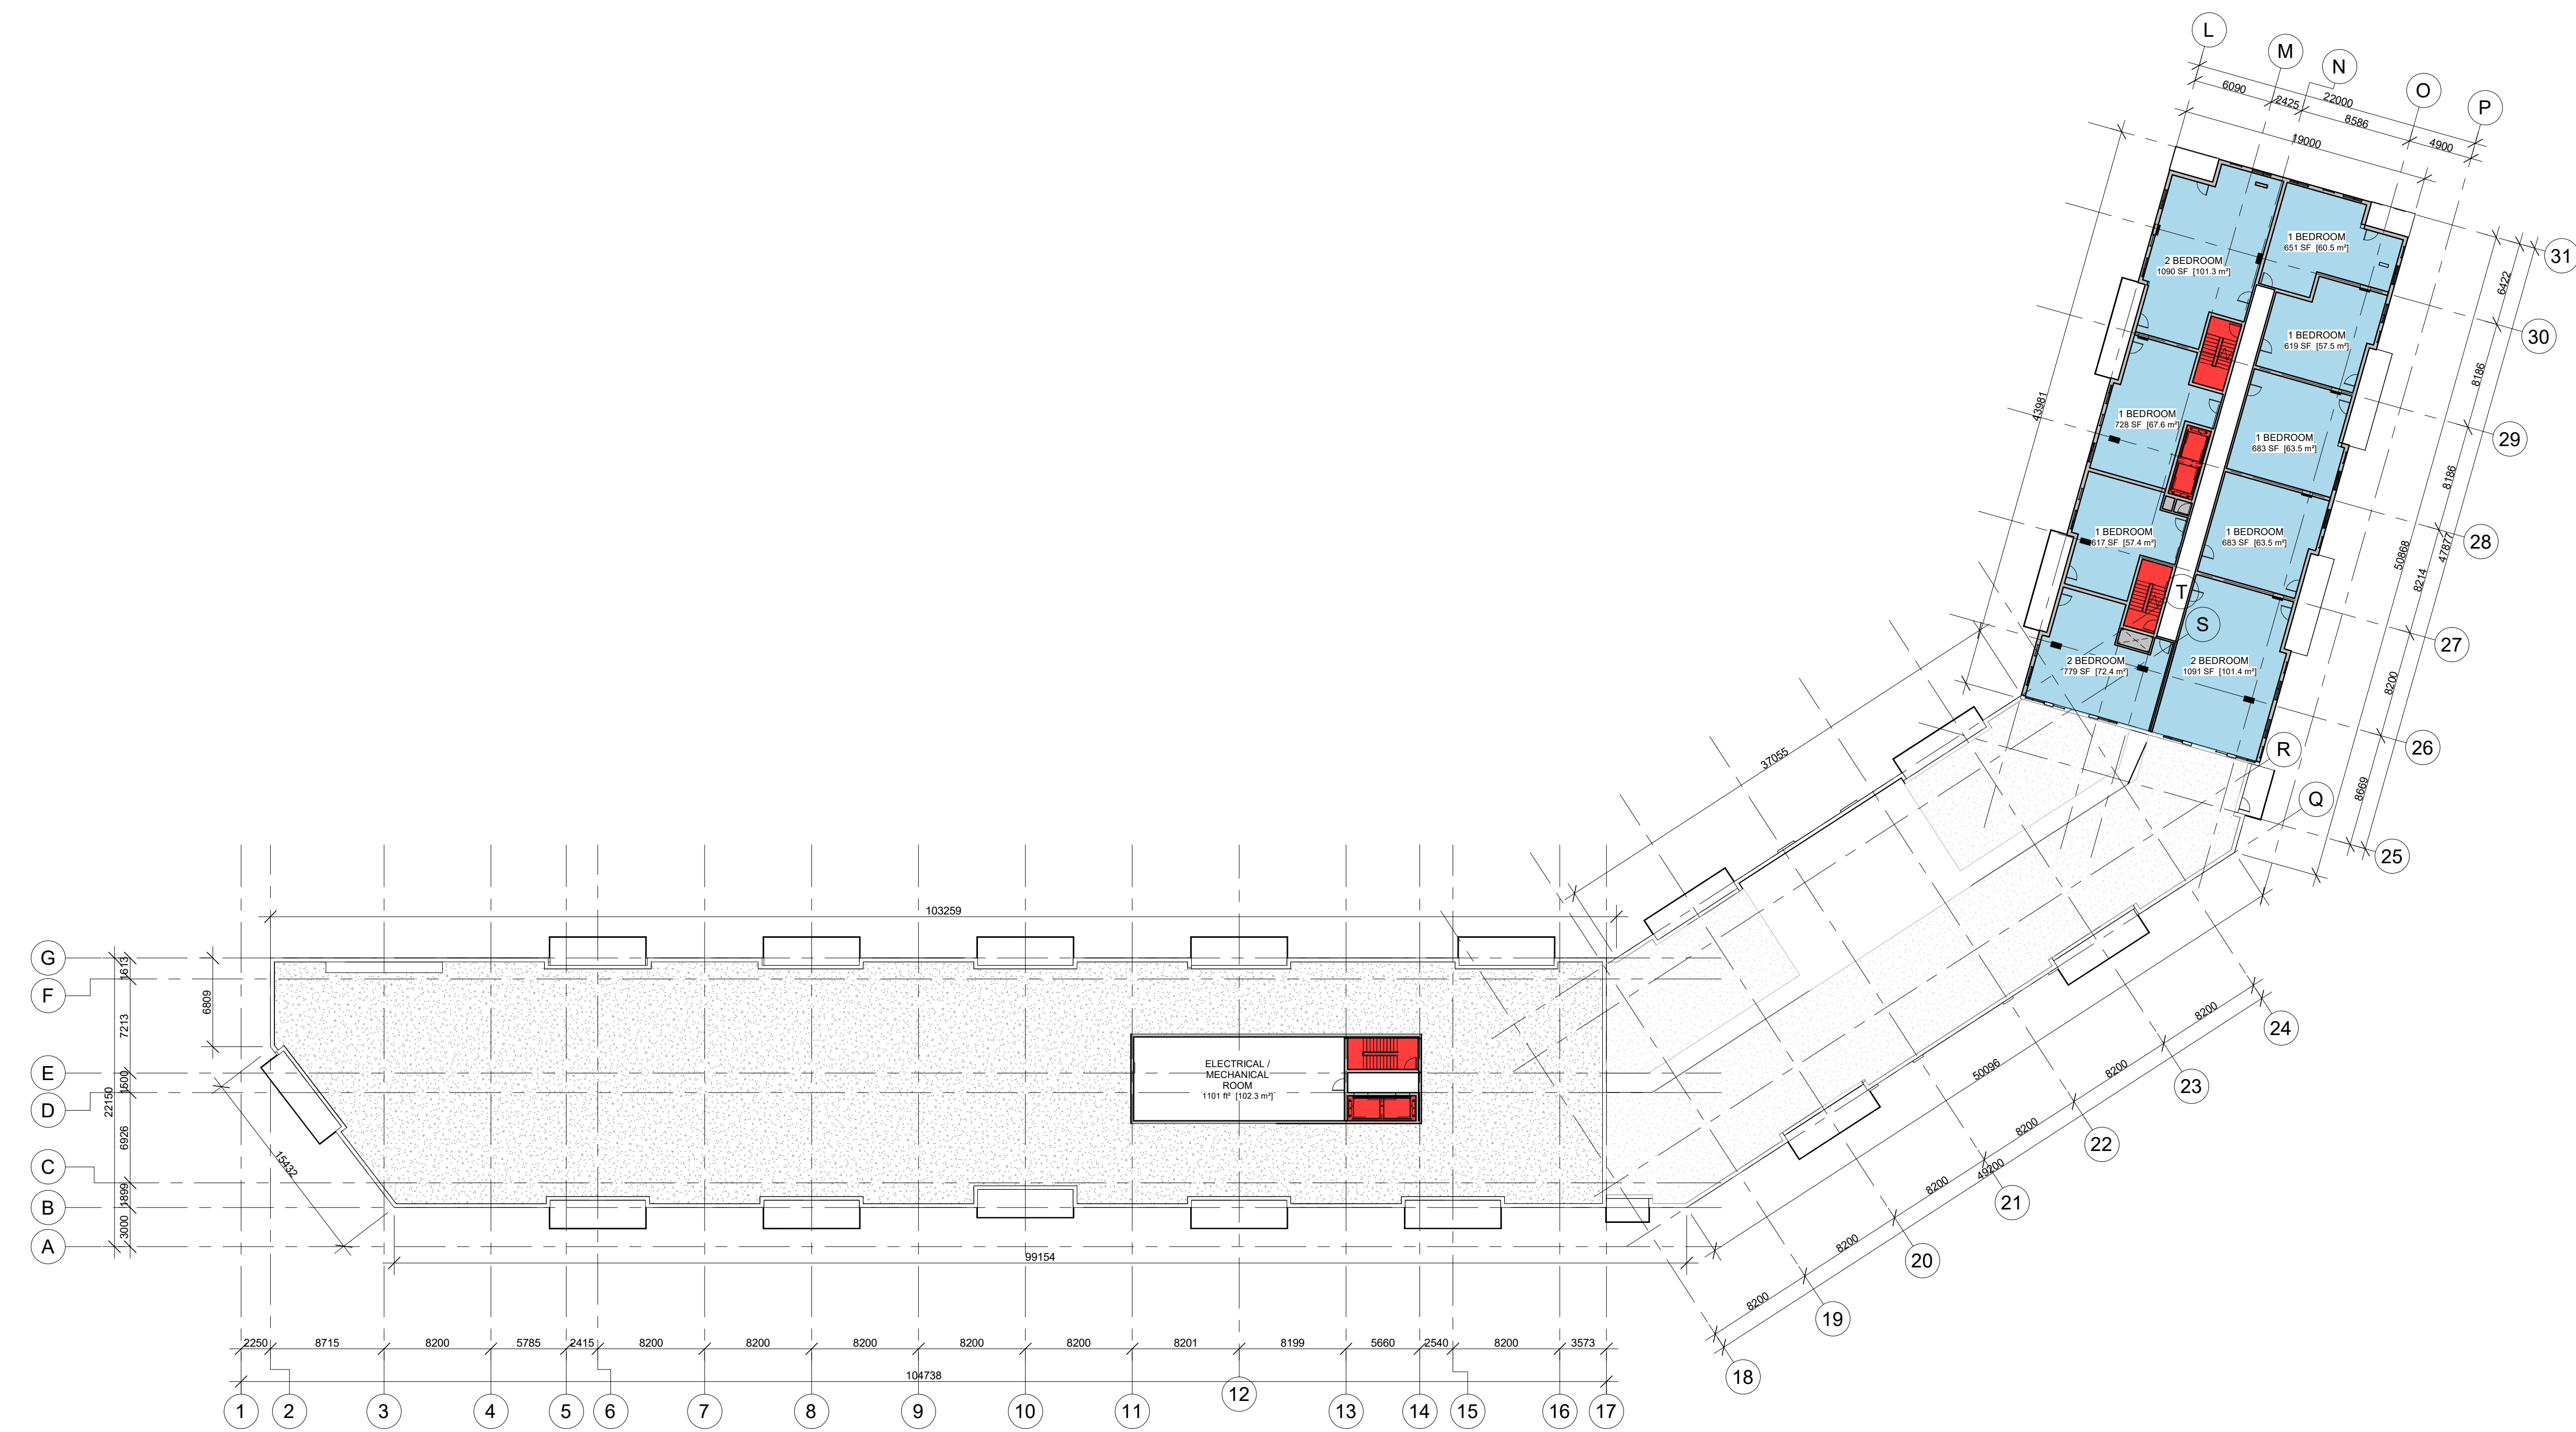 L
M
N
O
P
6090
2425
22000
8586
4900
19000
31
6422
1 BEDROOM
651 SF [60.5 m²]
2 BEDROOM
1090 SF [101.3 m²]
30
1 BEDROOM
619 SF [57.5 m²]
8186
43981
1 BEDROOM
728 SF [67.6 m²]
1 BEDROOM
683 SF [63.5 m²]
29
8186
1 BEDROOM
617 SF [57.4 m²]
1 BEDROOM
683 SF [63.5 m²]
28
50868
47877
8214
T
S
27
2 BEDROOM
779 SF [72.4 m²]
2 BEDROOM
1091 SF [101.4 m²]
8200
R
26
37055
8669
Q
25
103259
G
1613
F
6809
7213
8200
24
E
ELECTRICAL /
MECHANICAL
ROOM
1101 ft² [102.3 m²]
1500
D
22150
50096
8200
23
6926
8200
22
C
15432
49200
1899
8200
21
B
3000
A
8200
20
99154
8200
19
18
2250
8715
8200
5785
2415
8200
8200
8200
8200
8200
8201
8199
5660
2540
8200
3573
104738
1
2
3
4
5
6
7
8
9
10
11
12
13
14
15
16
17